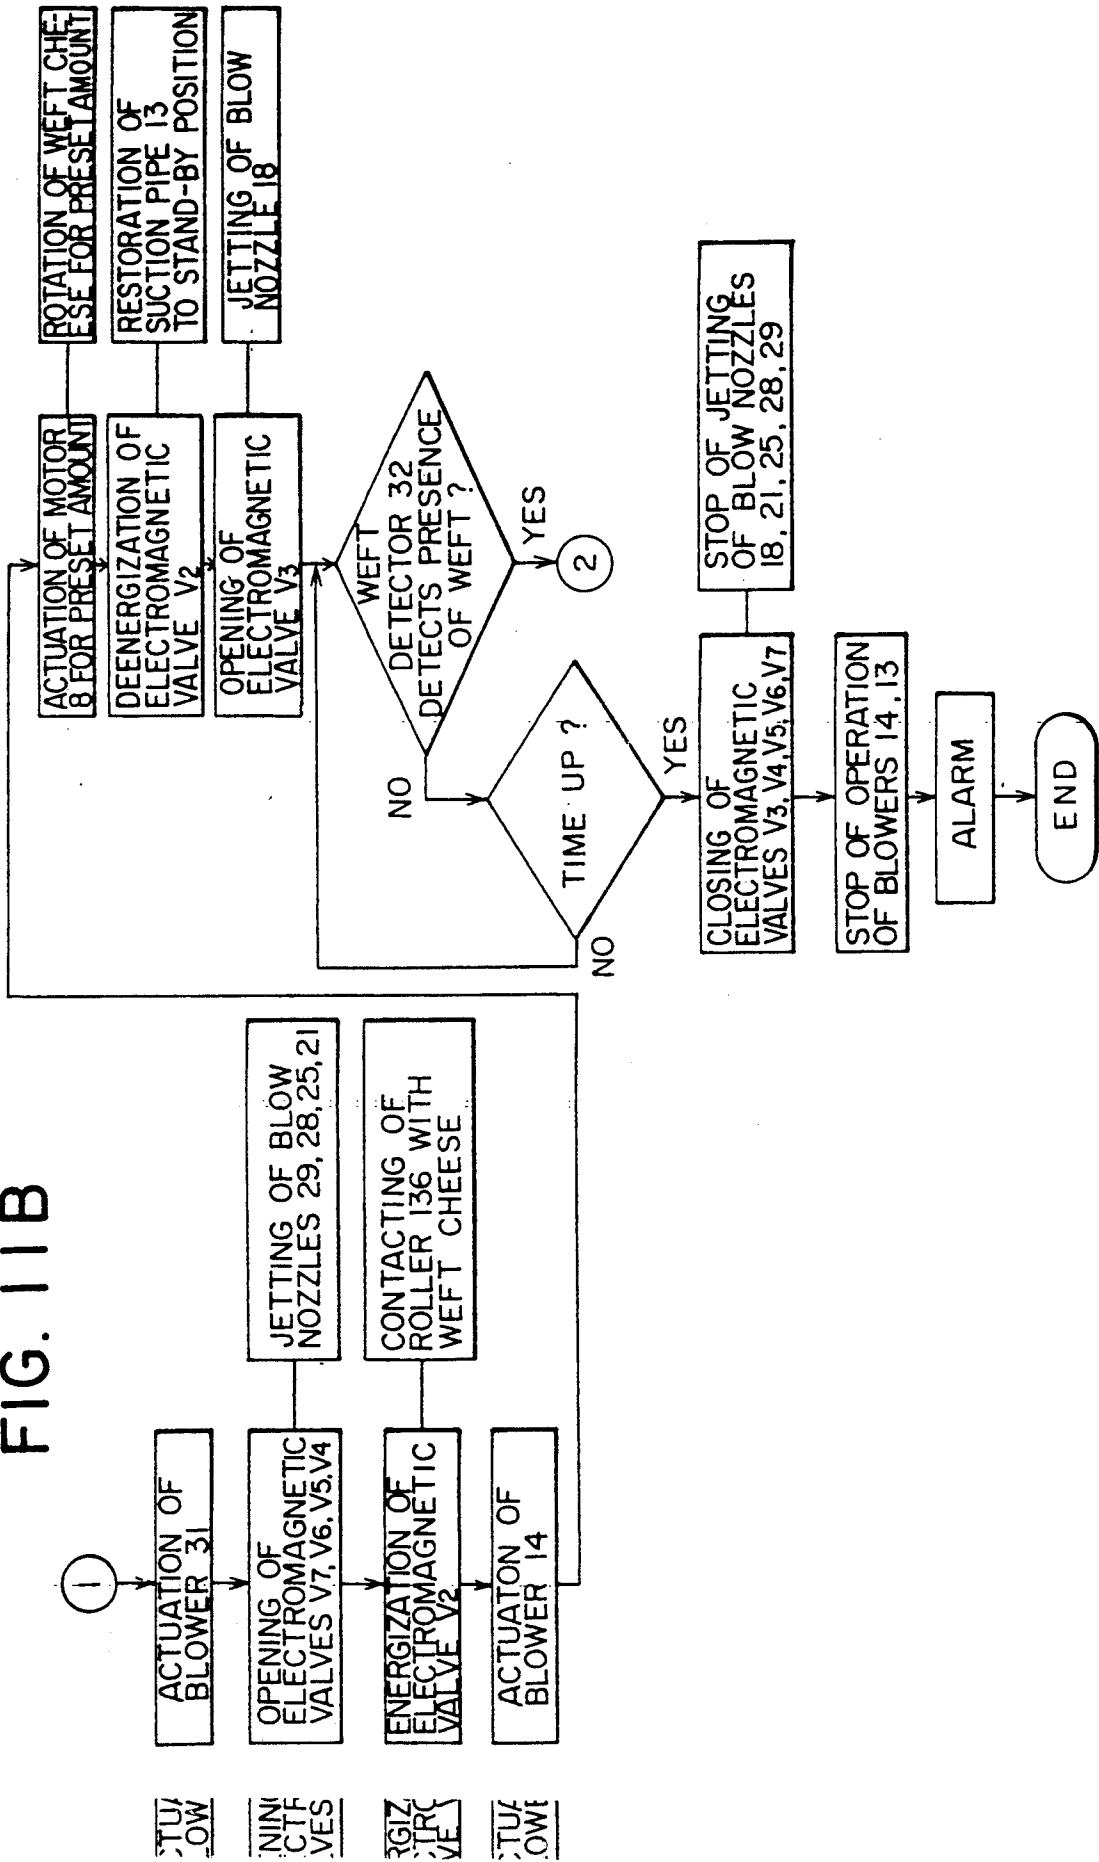 FIG. 11B
1
ACTUATION OF
BLOWER 31
OPENING OF
ELECTROMAGNETIC
VALVES V7, V6, V5, V4
JETTING OF BLOW
NOZZLES 29, 28, 25, 21
ENERGIZATION OF
ELECTROMAGNETIC
VALVE V2
CONTACTING OF
ROLLER 136 WITH
WEFT CHEESE
ACTUATON OF
BLOWER 14
ACTUATION OF MOTOR
8 FOR PRESET AMOUNT
ROTATION OF WEFT CHE-
ESE FOR PRESET AMOUNT
DEENERGIZATION OF
ELECTROMAGNETIC
VALVE V2
RESTORATION OF
SUCTION PIPE 13
TO STAND-BY POSITION
OPENING OF
ELECTROMAGNETIC
VALVE V3
JETTING OF BLOW
NOZZLE 18
WEFT
DETECTOR 32
DETECTS PRESENCE
OF WEFT ?
YES
2
NO
TIME UP ?
NO
YES
CLOSING OF
ELECTROMAGNETIC
VALVES V3, V4, V5, V6, V7
STOP OF JETTING
OF BLOW NOZZLES
18, 21, 25, 28, 29
STOP OF OPERATION
OF BLOWERS 14, 13
ALARM
END